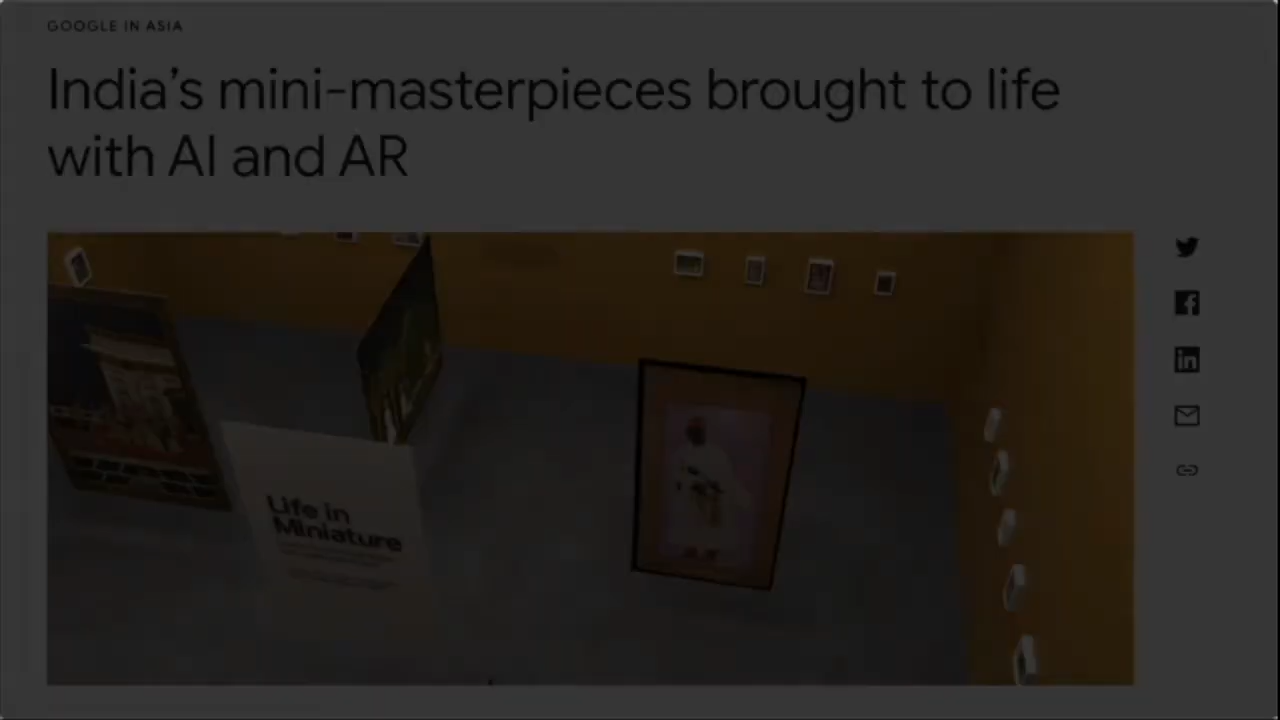 GOOGLE IN ASIA
India's mini-masterpieces brought to life
with AI and AR
Life in
Miniature